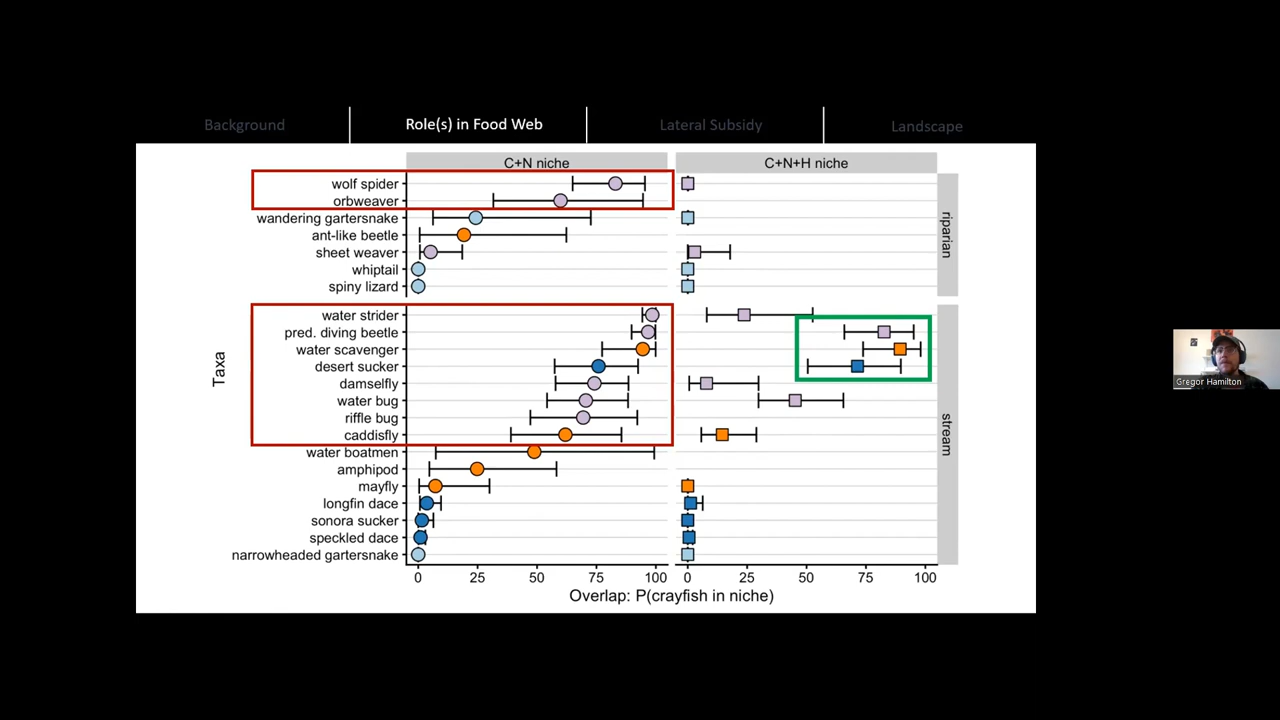 Background
Role(s) in Food Web
Lateral Subsidy
Landscape
C+N niche
C+N+H niche
wolf spider
orbweaver
wandering gartersnake
ant-like beetle
sheet weaver
whiptail
spiny lizard
riparian
water strider
pred. diving beetle
water scavenger
desert sucker
damselfly
water bug
riffle bug
caddisfly
water boatmen
amphipod
mayfly
longfin dace
sonora sucker
speckled dace
narrowheaded gartersnake
stream
Taxa
0 25 50 75 100
0 25 50 75 100
Overlap: P(crayfish in niche)
Gregor Hamilton